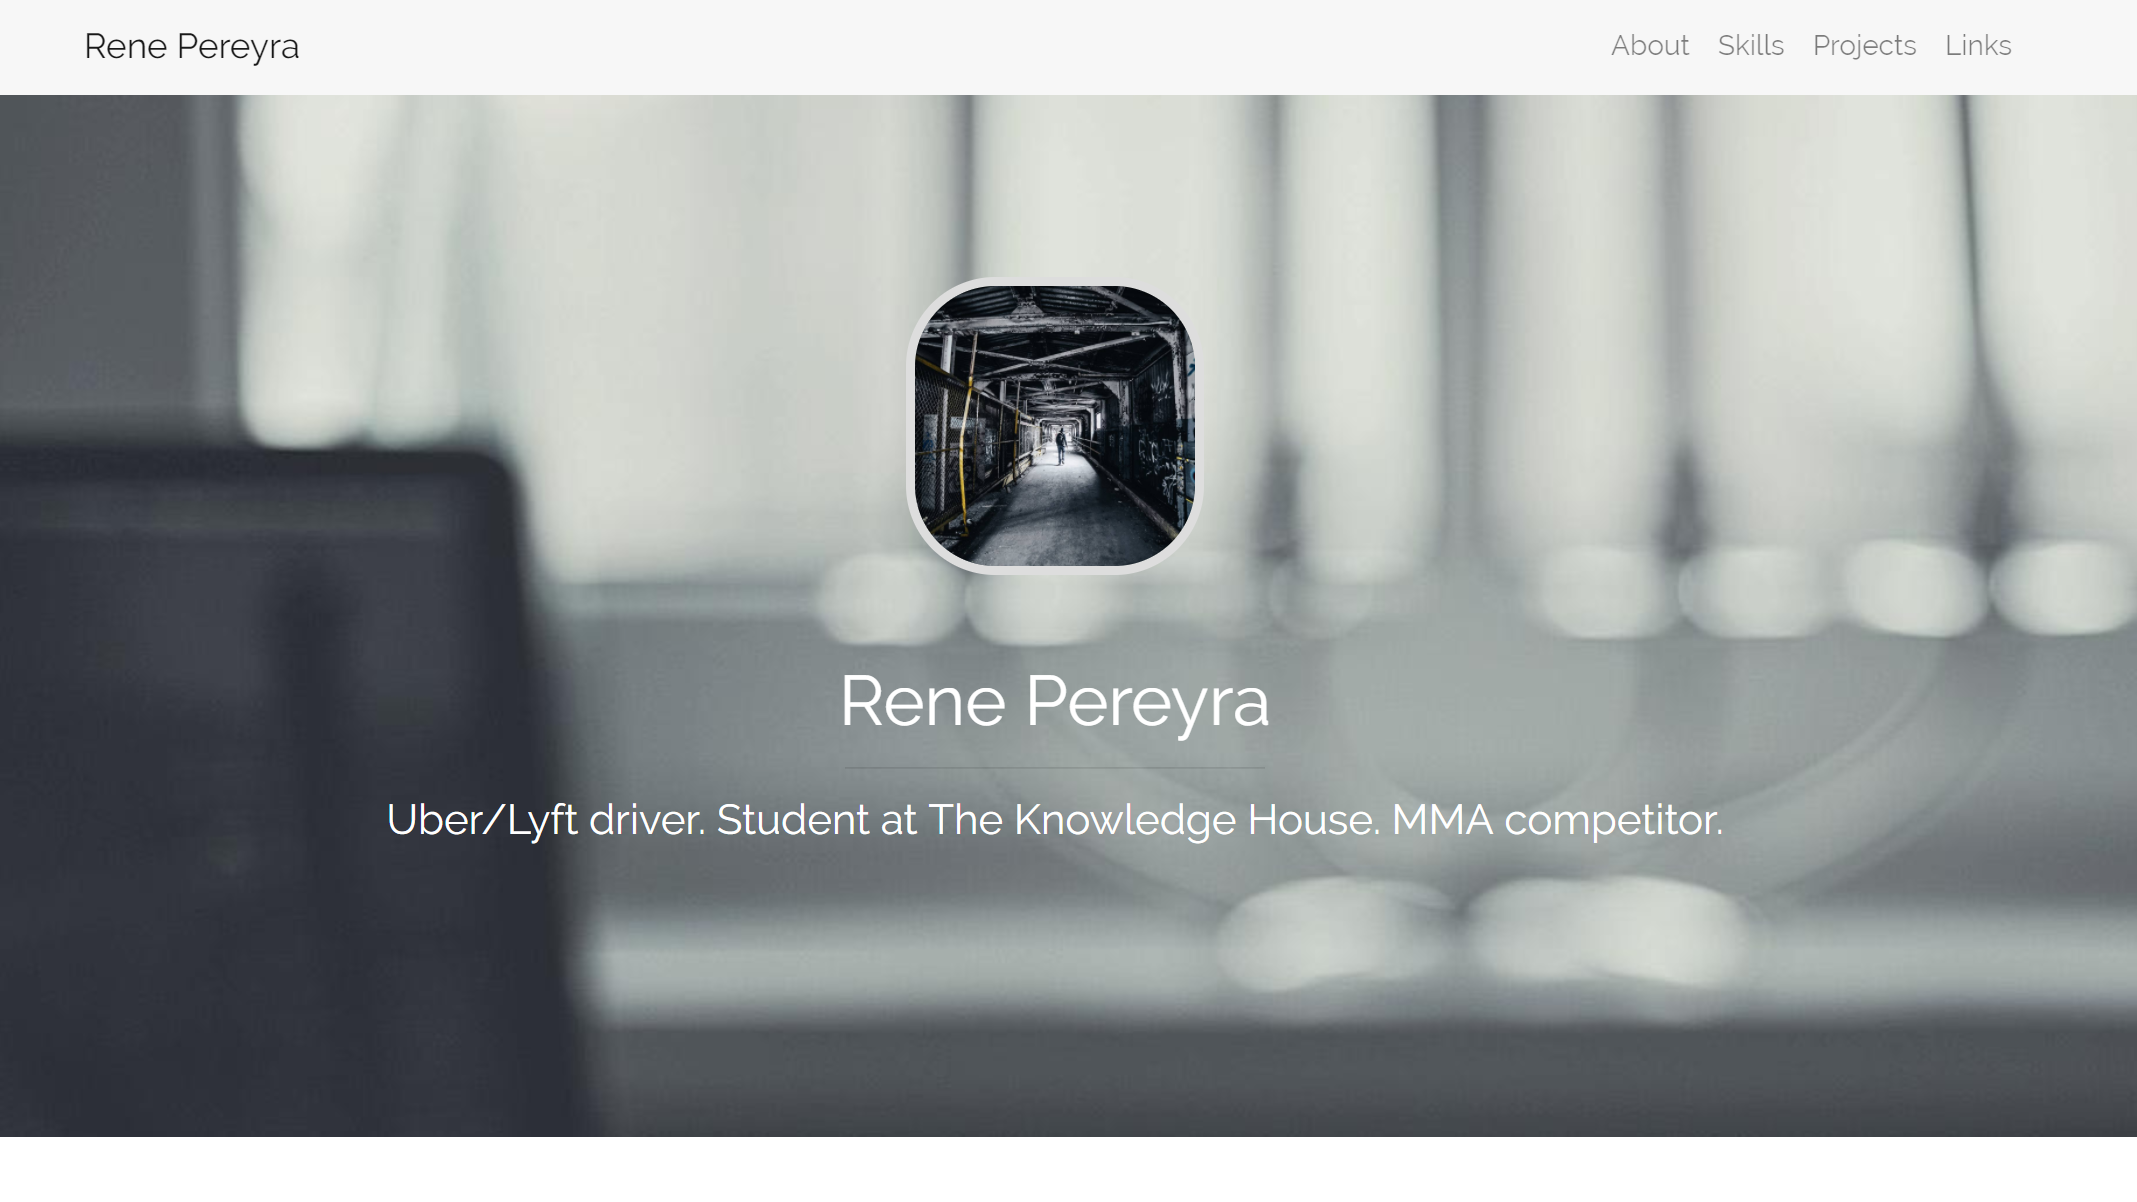 Rene Pereyra
About Skills Projects Links
Rene Pereyra
Uber/Lyft driver. Student at The Knowledge House. MMA competitor.